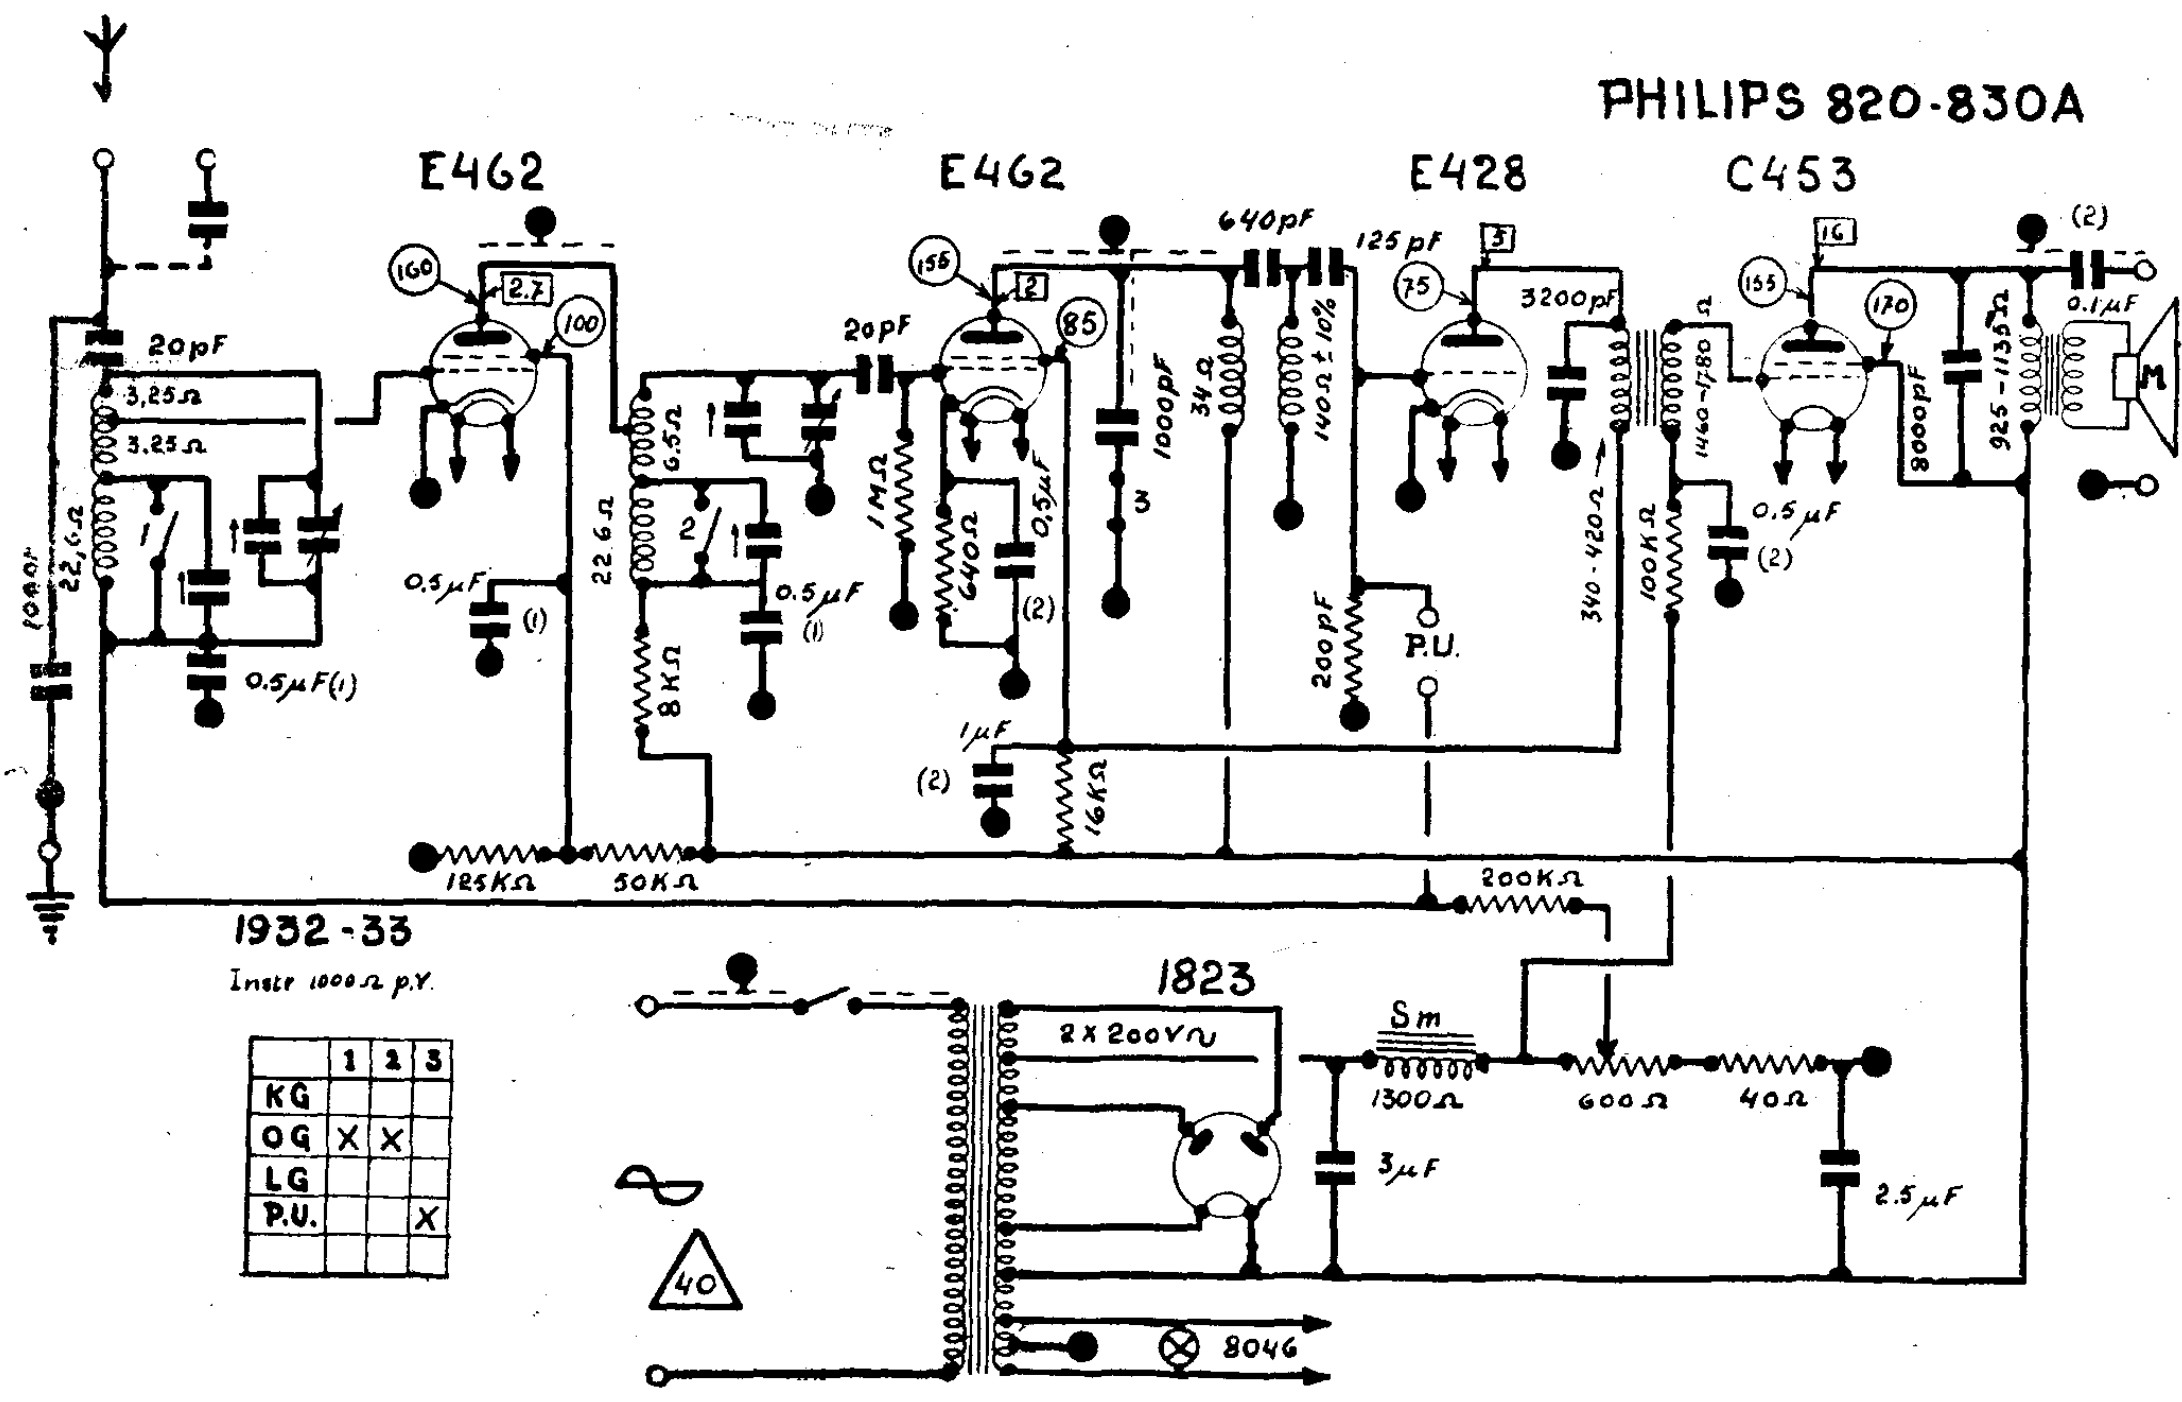 PHILIPS 820-830A
E462
E462
E428
C453
(2)
640pF
125pF
3
16
160
2.7
100
155
2
85
75
155
170
3200pF
0.1µF
20pF
20pF
3,25Ω
3.25Ω
22,6Ω
1
6.5Ω
22.6Ω
2
1MΩ
640Ω
0,5µF
(2)
1000pF
3
34Ω
140Ω ± 10%
1460-1780Ω
8000pF
925-1135Ω
M
0.5µF
(1)
0.5µF
(1)
0.5µF(1)
8KΩ
200pF
P.U.
340-420Ω
100KΩ
0.5µF
(2)
1µF
(2)
16KΩ
125KΩ
50KΩ
200KΩ
1932-33
Instr 1000Ω p.V.
1823
2 x 200V∿
Sm
1300Ω
600Ω
40Ω
3µF
2.5µF
1 2 3
KG
OG X X
LG
P.U. X
40
8046